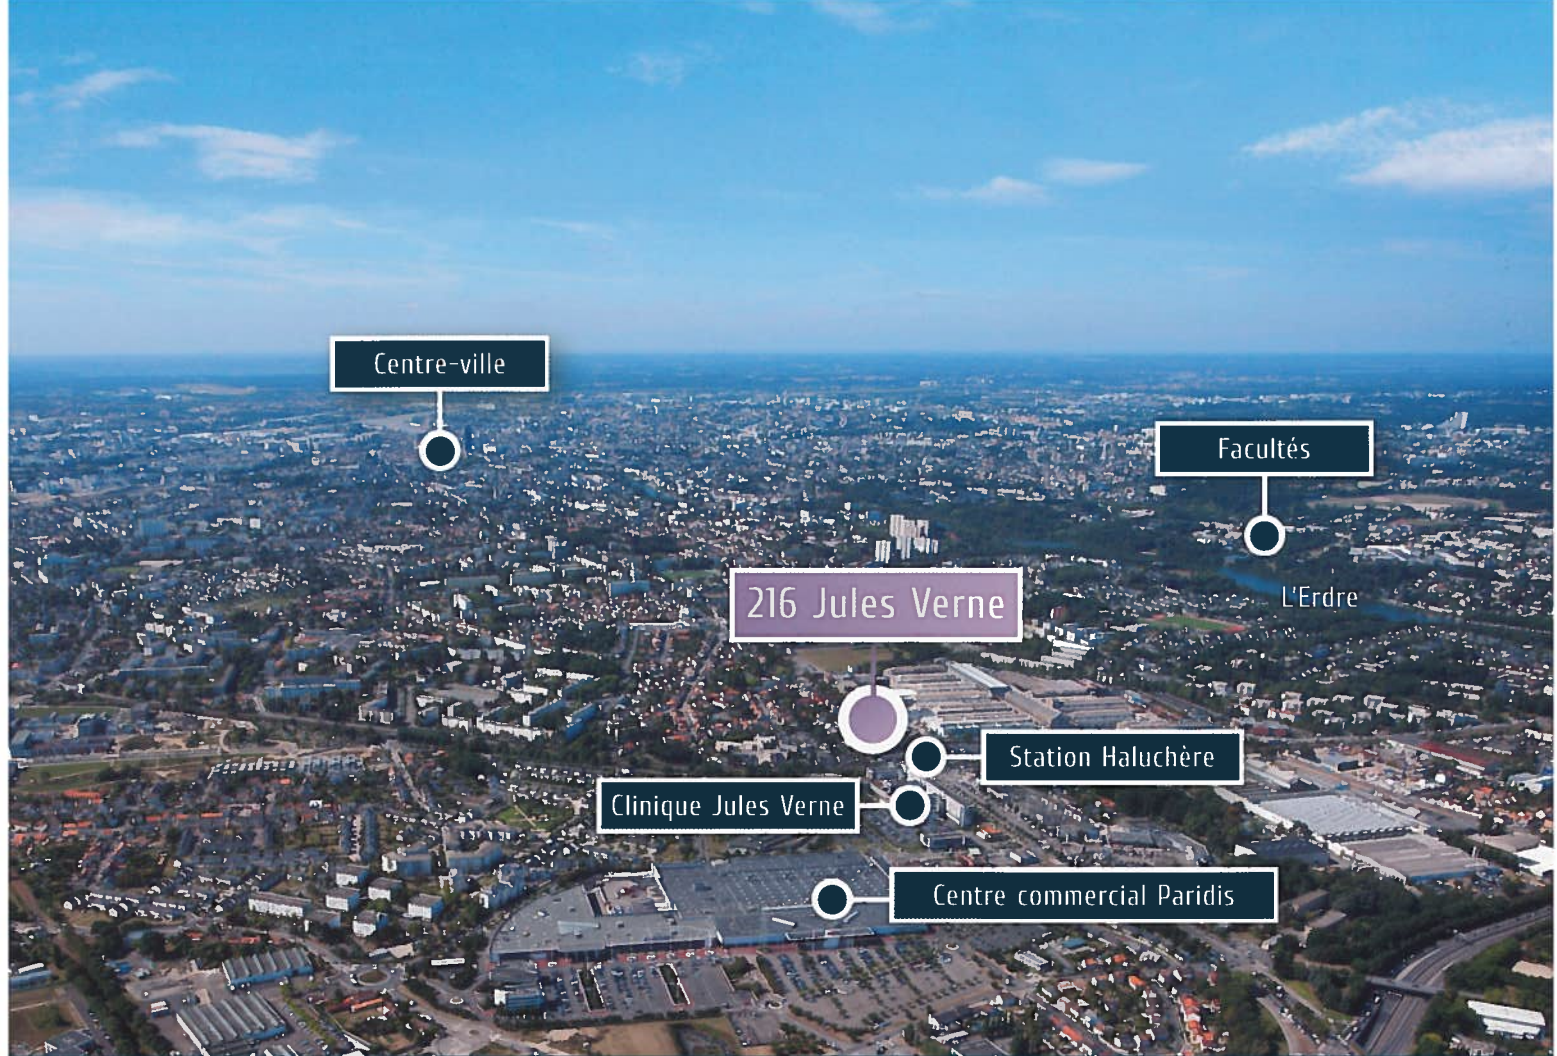 Centre-ville
Facultés
216 Jules Verne
L'Erdre
Station Haluchère
Clinique Jules Verne
Centre commercial Paridis